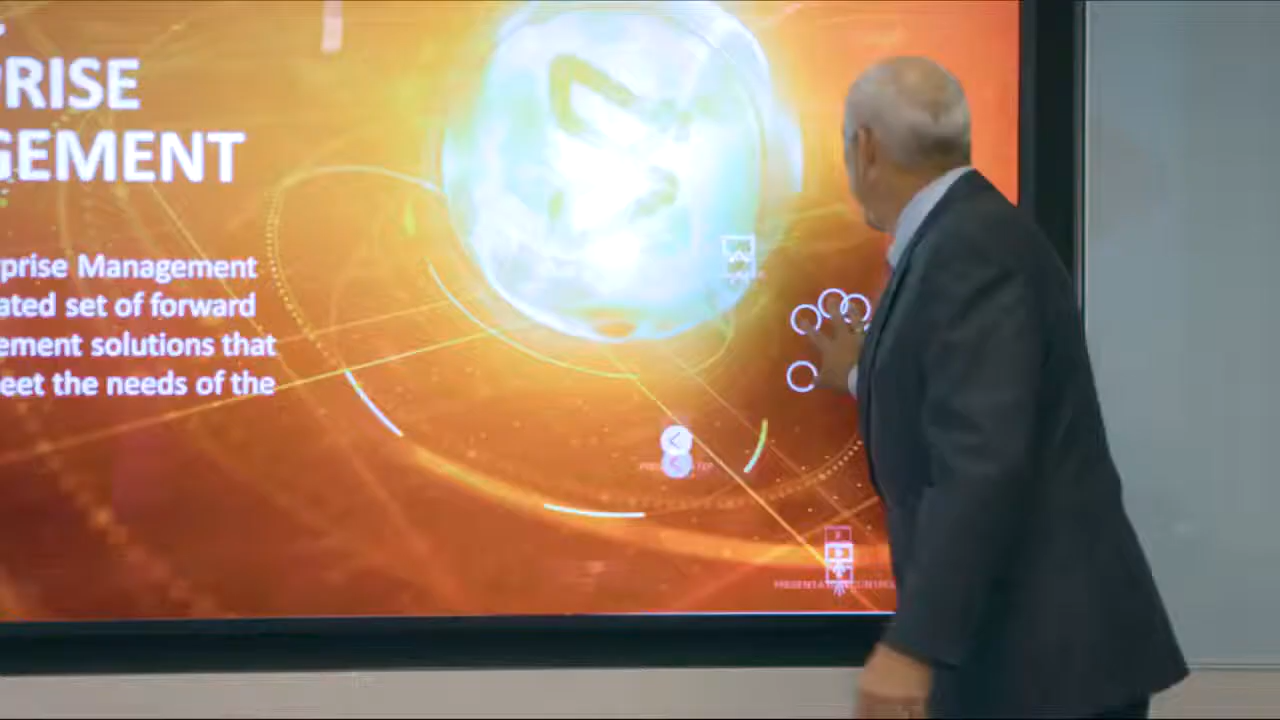 PRISE
GEMENT
prise Management
ated set of forward
ement solutions that
eet the needs of the